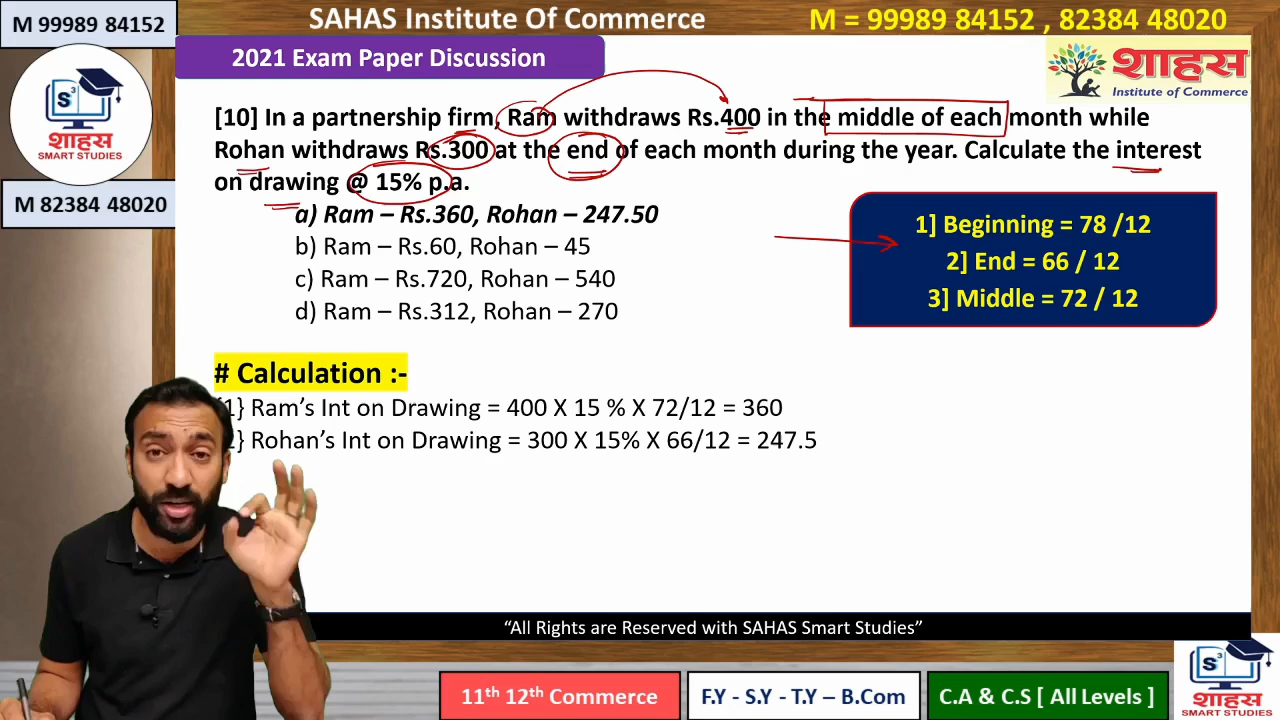 M 99989 84152
SAHAS Institute Of Commerce
M = 99989 84152 , 82384 48020
2021 Exam Paper Discussion
S³
शाहस
SMART STUDIES
M 82384 48020
शाहस
Institute of Commerce
[10] In a partnership firm, Ram withdraws Rs.400 in the middle of each month while
Rohan withdraws Rs.300 at the end of each month during the year. Calculate the interest
on drawing @ 15% p.a.
a) Ram – Rs.360, Rohan – 247.50
b) Ram – Rs.60, Rohan – 45
c) Ram – Rs.720, Rohan – 540
d) Ram – Rs.312, Rohan – 270
1] Beginning = 78 /12
2] End = 66 / 12
3] Middle = 72 / 12
# Calculation :-
1} Ram's Int on Drawing = 400 X 15 % X 72/12 = 360
} Rohan's Int on Drawing = 300 X 15% X 66/12 = 247.5
“All Rights are Reserved with SAHAS Smart Studies”
11th 12th Commerce
F.Y - S.Y - T.Y – B.Com
C.A & C.S [ All Levels ]
S³
शाहस
SMART STUDIES